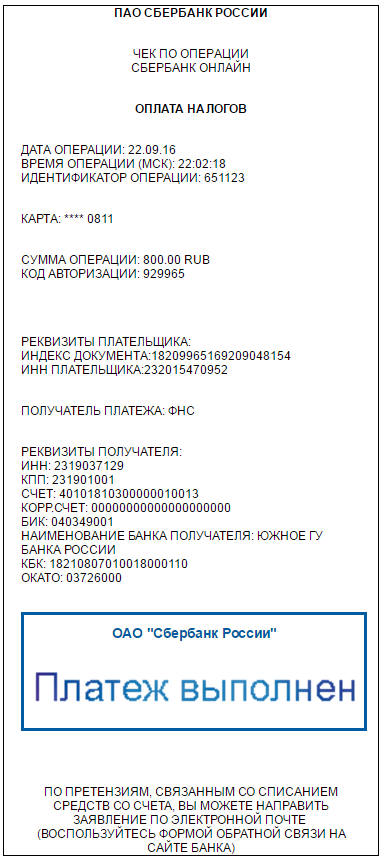 ПАО СБЕРБАНК РОССИИ
ЧЕК ПО ОПЕРАЦИИ
СБЕРБАНК ОНЛАЙН
ОПЛАТА НАЛОГОВ
ДАТА ОПЕРАЦИИ: 22.09.16
ВРЕМЯ ОПЕРАЦИИ (МСК): 22:02:18
ИДЕНТИФИКАТОР ОПЕРАЦИИ: 651123
КАРТА: **** 0811
СУММА ОПЕРАЦИИ: 800.00 RUB
КОД АВТОРИЗАЦИИ: 929965
РЕКВИЗИТЫ ПЛАТЕЛЬЩИКА:
ИНДЕКС ДОКУМЕНТА:18209965169209048154
ИНН ПЛАТЕЛЬЩИКА:232015470952
ПОЛУЧАТЕЛЬ ПЛАТЕЖА: ФНС
РЕКВИЗИТЫ ПОЛУЧАТЕЛЯ:
ИНН: 2319037129
КПП: 231901001
СЧЕТ: 40101810300000010013
КОРР.СЧЕТ: 00000000000000000000
БИК: 040349001
НАИМЕНОВАНИЕ БАНКА ПОЛУЧАТЕЛЯ: ЮЖНОЕ ГУ
БАНКА РОССИИ
КБК: 18210807010018000110
ОКАТО: 03726000
ОАО "Сбербанк России"
Платеж выполнен
ПО ПРЕТЕНЗИЯМ, СВЯЗАННЫМ СО СПИСАНИЕМ
СРЕДСТВ СО СЧЕТА, ВЫ МОЖЕТЕ НАПРАВИТЬ
ЗАЯВЛЕНИЕ ПО ЭЛЕКТРОННОЙ ПОЧТЕ
(ВОСПОЛЬЗУЙТЕСЬ ФОРМОЙ ОБРАТНОЙ СВЯЗИ НА
САЙТЕ БАНКА)